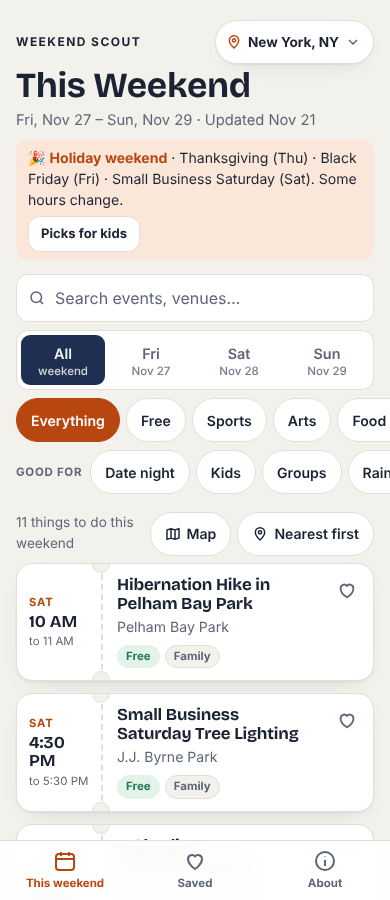 WEEKEND SCOUT
New York, NY
This Weekend
Fri, Nov 27 – Sun, Nov 29 · Updated Nov 21
🎉 Holiday weekend · Thanksgiving (Thu) · Black
Friday (Fri) · Small Business Saturday (Sat). Some
hours change.
Picks for kids
Search events, venues...
All
weekend
Fri
Nov 27
Sat
Nov 28
Sun
Nov 29
Everything
Free
Sports
Arts
Food
GOOD FOR
Date night
Kids
Groups
11 things to do this
weekend
Map
Nearest first
SAT
10 AM
to 11 AM
Hibernation Hike in
Pelham Bay Park
Pelham Bay Park
Free
Family
SAT
4:30
PM
to 5:30 PM
Small Business
Saturday Tree Lighting
J.J. Byrne Park
Free
Family
This weekend
Saved
About